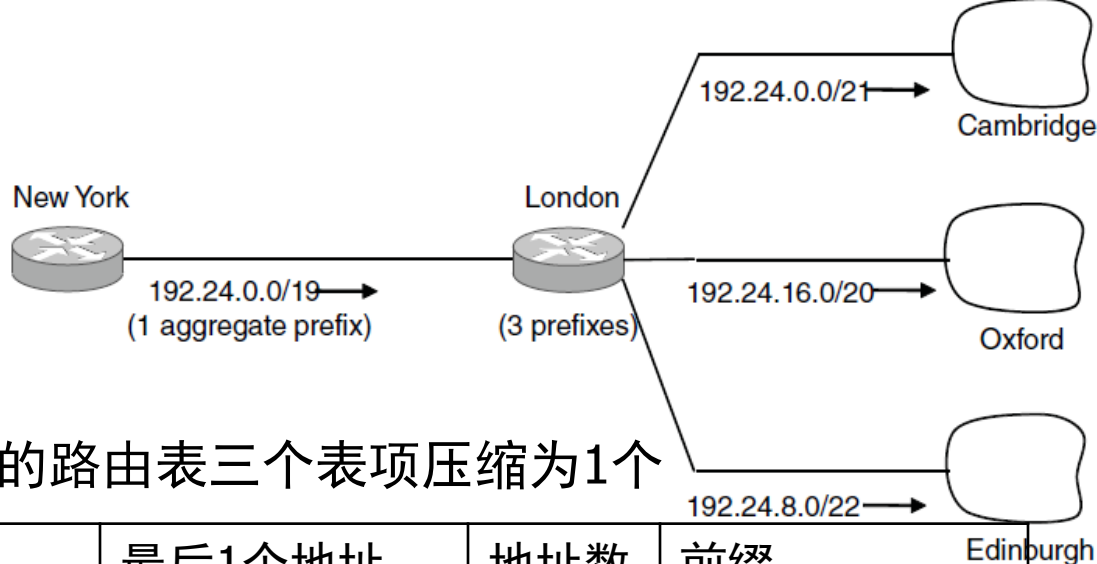 192.24.0.0/21
Cambridge
New York
London
192.24.0.0/19
(1 aggregate prefix)
(3 prefixes)
192.24.16.0/20
Oxford
的路由表三个表项压缩为1个
192.24.8.0/22
Edinburgh
最后1个地址 地址数 前缀